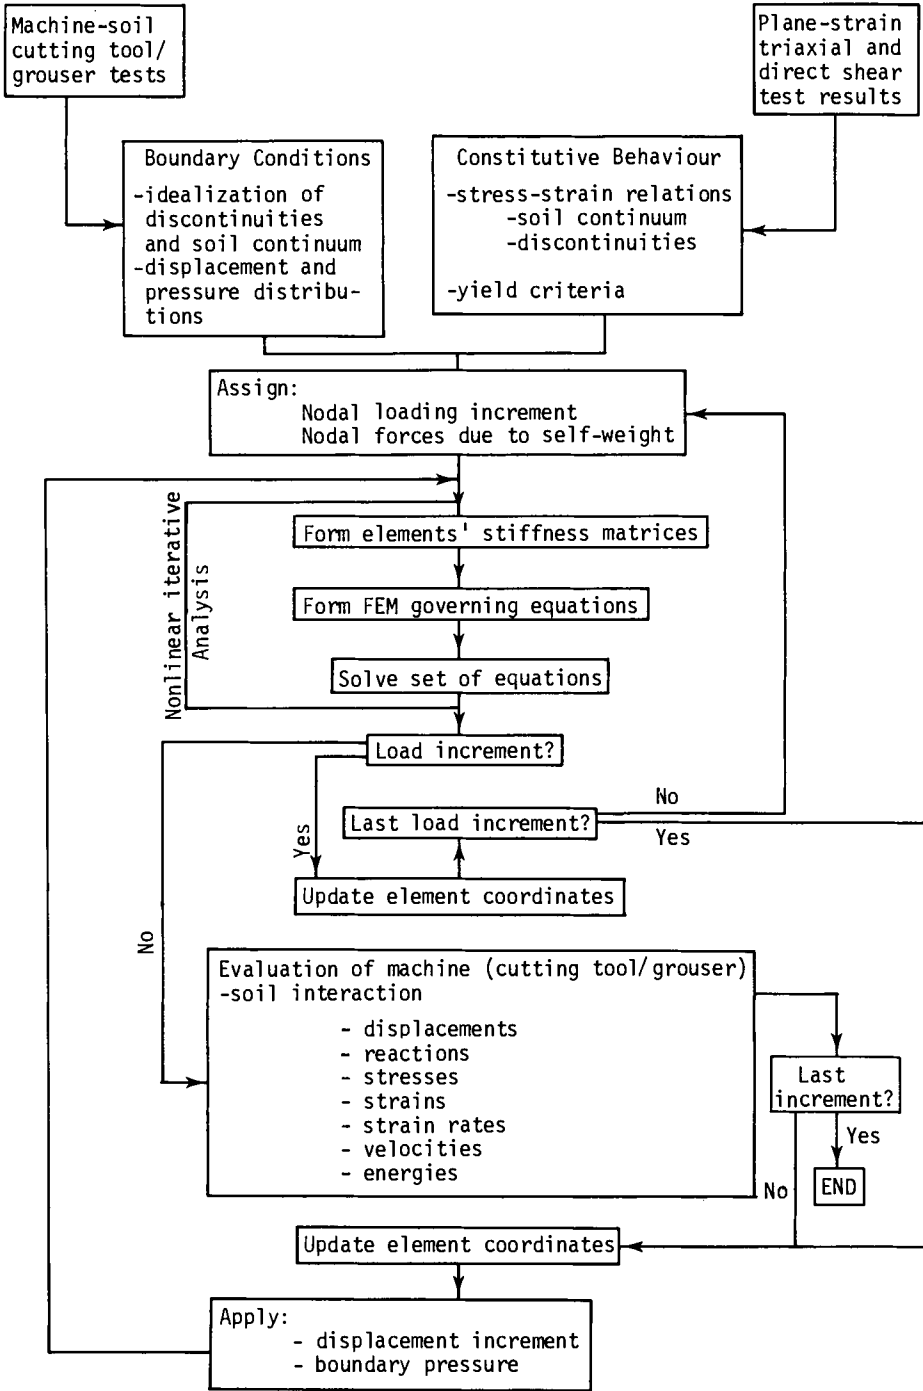 Machine-soil
cutting tool/
grouser tests
Plane-strain
triaxial and
direct shear
test results
Boundary Conditions
-idealization of
discontinuities
and soil continuum
-displacement and
pressure distribu-
tions
Constitutive Behaviour
-stress-strain relations
-soil continuum
-discontinuities
-yield criteria
Assign:
Nodal loading increment
Nodal forces due to self-weight
Nonlinear iterative
Analysis
Form elements' stiffness matrices
Form FEM governing equations
Solve set of equations
Load increment?
No
Last load increment?
Yes
Yes
Update element coordinates
No
Evaluation of machine (cutting tool/grouser)
-soil interaction
- displacements
- reactions
- stresses
- strains
- strain rates
- velocities
- energies
Last
increment?
Yes
No
END
Update element coordinates
Apply:
- displacement increment
- boundary pressure